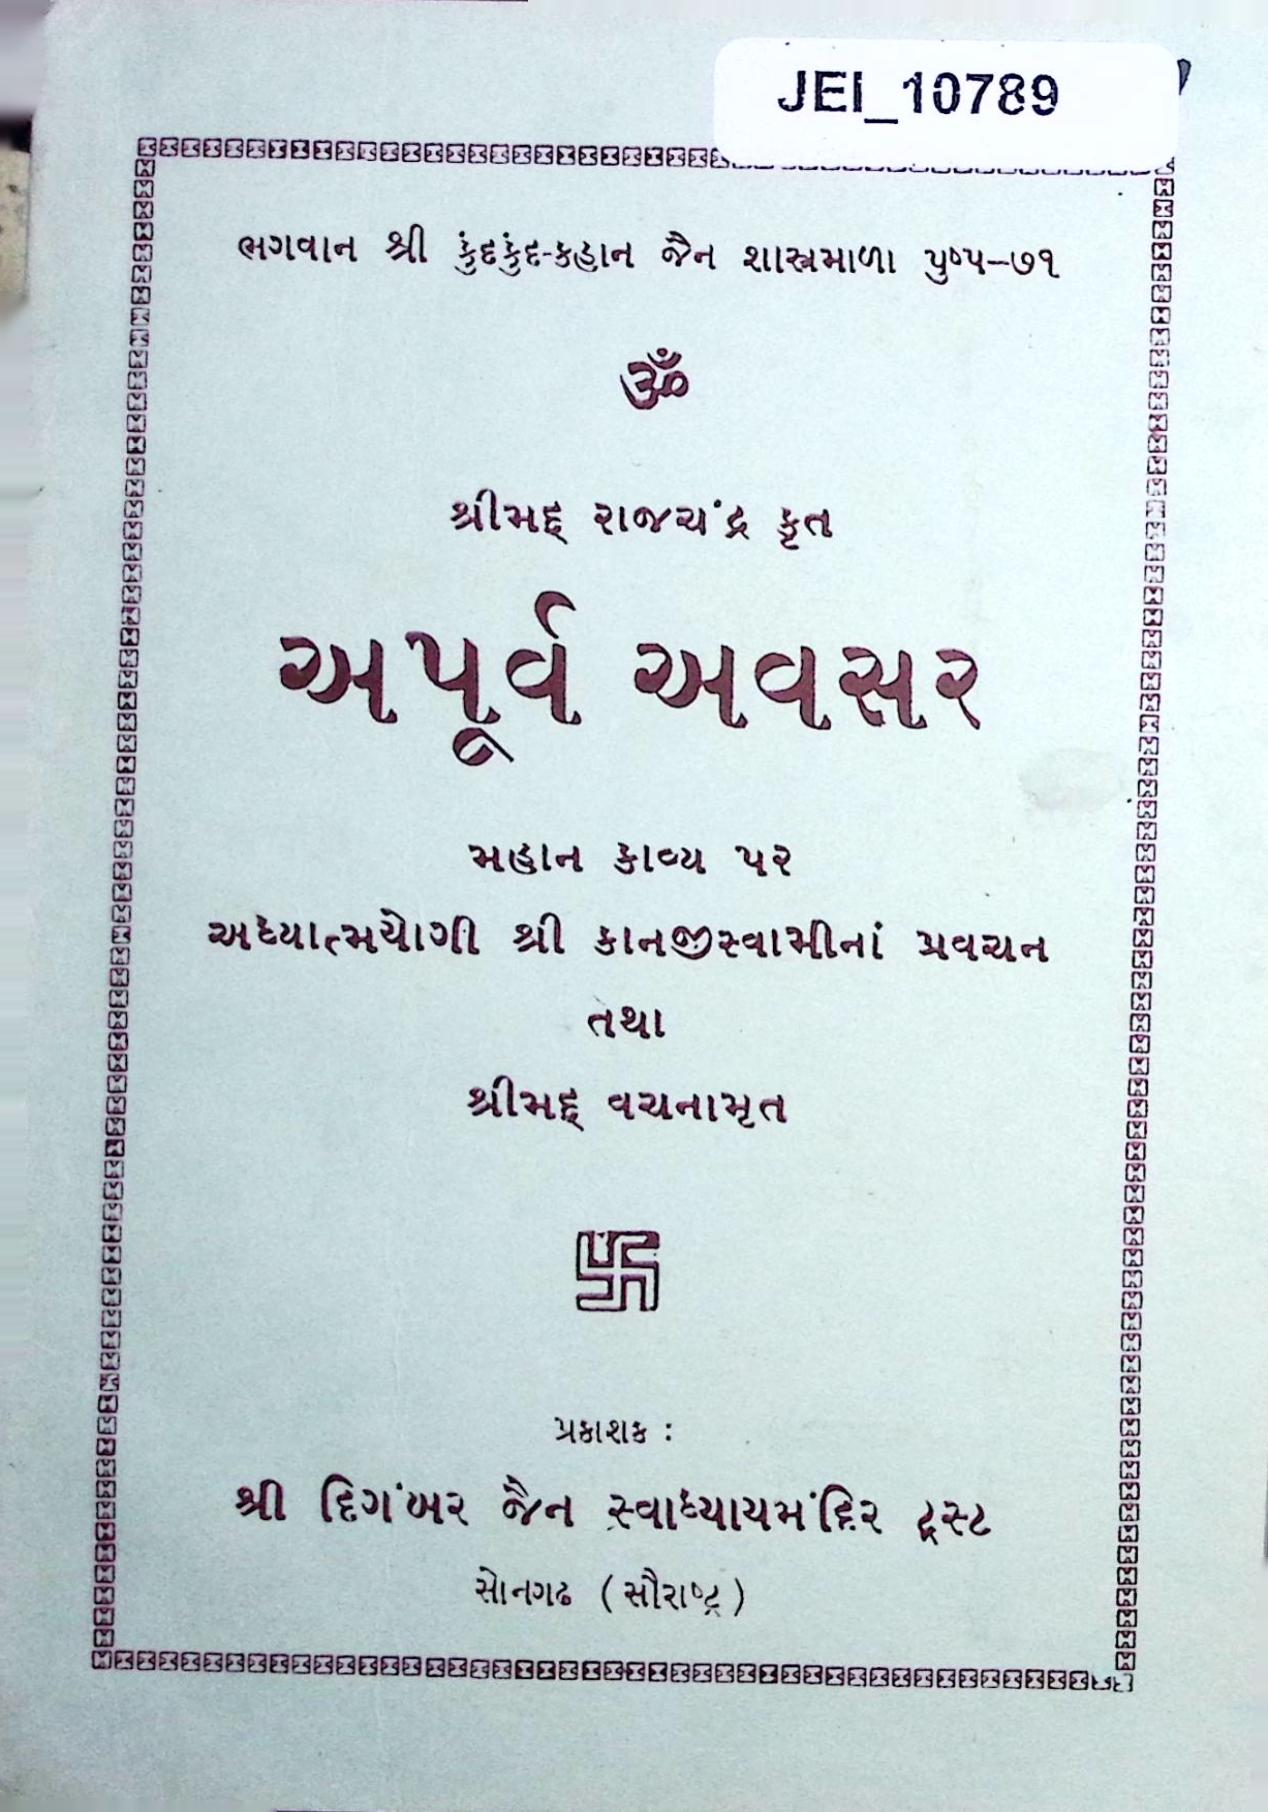 JEI_10789
ભગવાન શ્રી કુંદકુંદ-કહાન જૈન શાસ્ત્રમાળા પુષ્પ-૭૧
ૐ
શ્રીમદ્ રાજચંદ્ર કૃત
અપૂર્વ અવસર
મહાન કાવ્ય પર
અધ્યાત્મયોગી શ્રી કાનજીસ્વામીનાં પ્રવચન
તથા
શ્રીમદ્ વચનામૃત
卐
પ્રકાશક :
શ્રી દિગંબર જૈન સ્વાધ્યાયમંદિર ટ્રસ્ટ
સોનગઢ (સૌરાષ્ટ્ર)